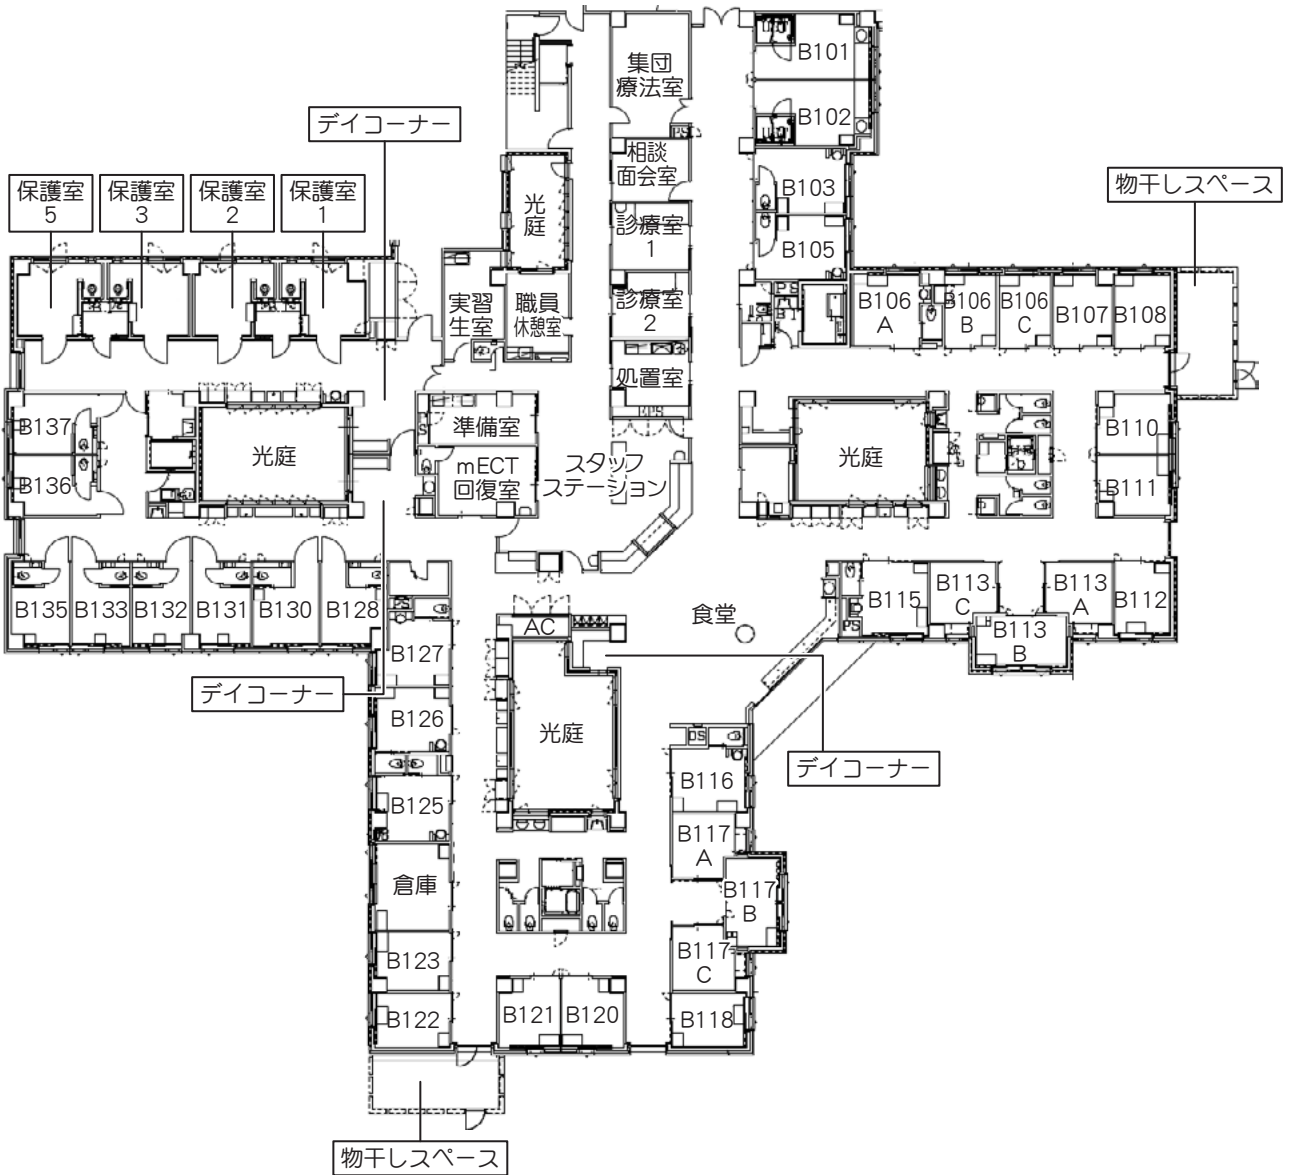 集団
療法室
B101
B102
デイコーナー
PS
相談
面会室
B103
物干しスペース
保護室
5
保護室
3
保護室
2
保護室
1
光
庭
診療室
1
B105
実習
生室
職員
休憩室
診療室
2
PS
B106
A
B106
B
B106
C
B107
B108
処置室
EPS
B137
B136
光庭
S
準備室
mECT
回復室
スタッフ
ステーション
光庭
B110
B111
B135
B133
B132
B131
B130
B128
B127
AC
食堂
B115
PS
B113
C
B113
A
B112
B113
B
デイコーナー
B126
光庭
DS
B116
デイコーナー
B125
B117
A
倉庫
B117
B
B123
B117
C
B122
B121
B120
B118
物干しスペース